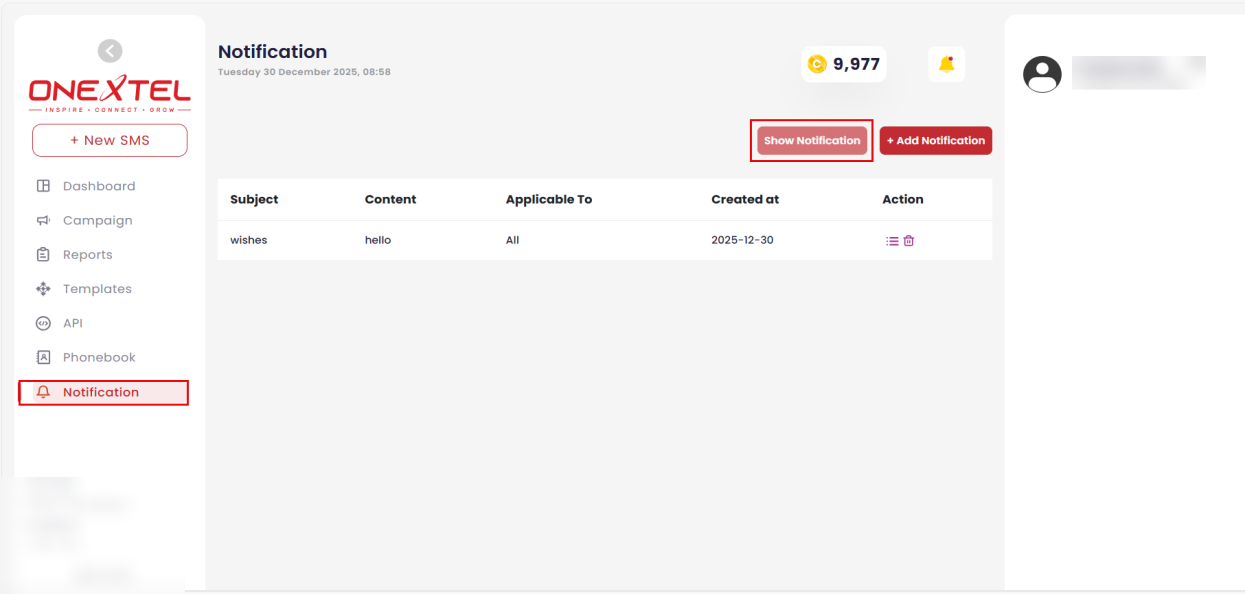 ONEXTEL
INSPIRE • CONNECT • GROW
+ New SMS
Dashboard
Campaign
Reports
Templates
API
Phonebook
Notification
Notification
Tuesday 30 December 2025, 08:58
9,977
Show Notification
+ Add Notification
Subject Content Applicable To Created at Action
wishes hello All 2025-12-30